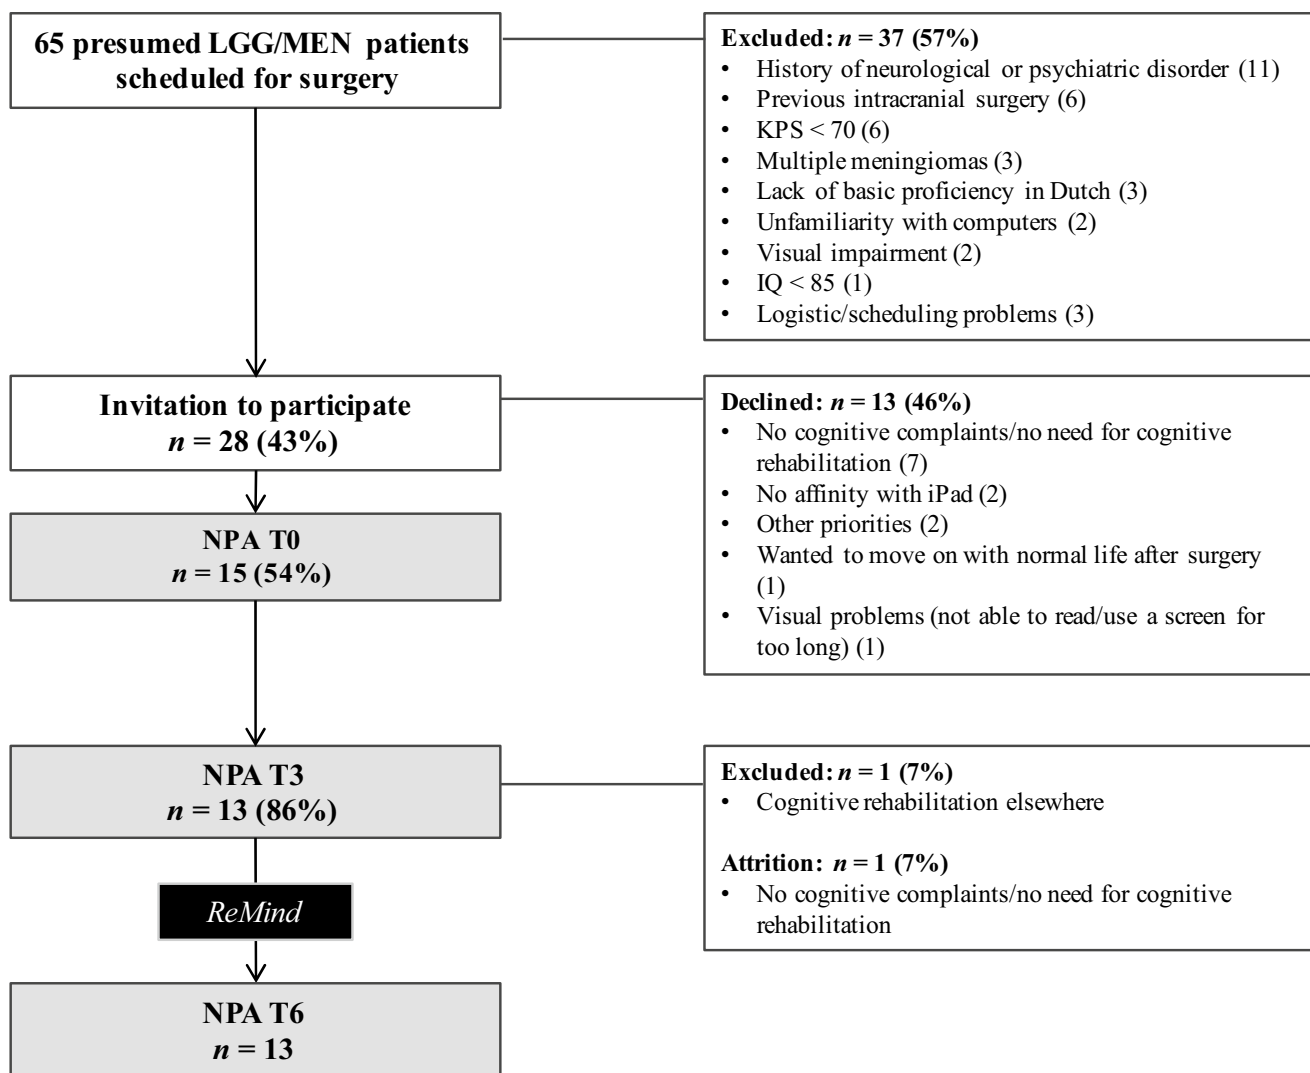 65 presumed LGG/MEN patients
scheduled for surgery
Excluded: n = 37 (57%)
• History of neurological or psychiatric disorder (11)
• Previous intracranial surgery (6)
• KPS < 70 (6)
• Multiple meningiomas (3)
• Lack of basic proficiency in Dutch (3)
• Unfamiliarity with computers (2)
• Visual impairment (2)
• IQ < 85 (1)
• Logistic/scheduling problems (3)
Invitation to participate
n = 28 (43%)
Declined: n = 13 (46%)
• No cognitive complaints/no need for cognitive
rehabilitation (7)
• No affinity with iPad (2)
• Other priorities (2)
• Wanted to move on with normal life after surgery
(1)
• Visual problems (not able to read/use a screen for
too long) (1)
NPA T0
n = 15 (54%)
NPA T3
n = 13 (86%)
Excluded: n = 1 (7%)
• Cognitive rehabilitation elsewhere
Attrition: n = 1 (7%)
• No cognitive complaints/no need for cognitive
rehabilitation
ReMind
NPA T6
n = 13